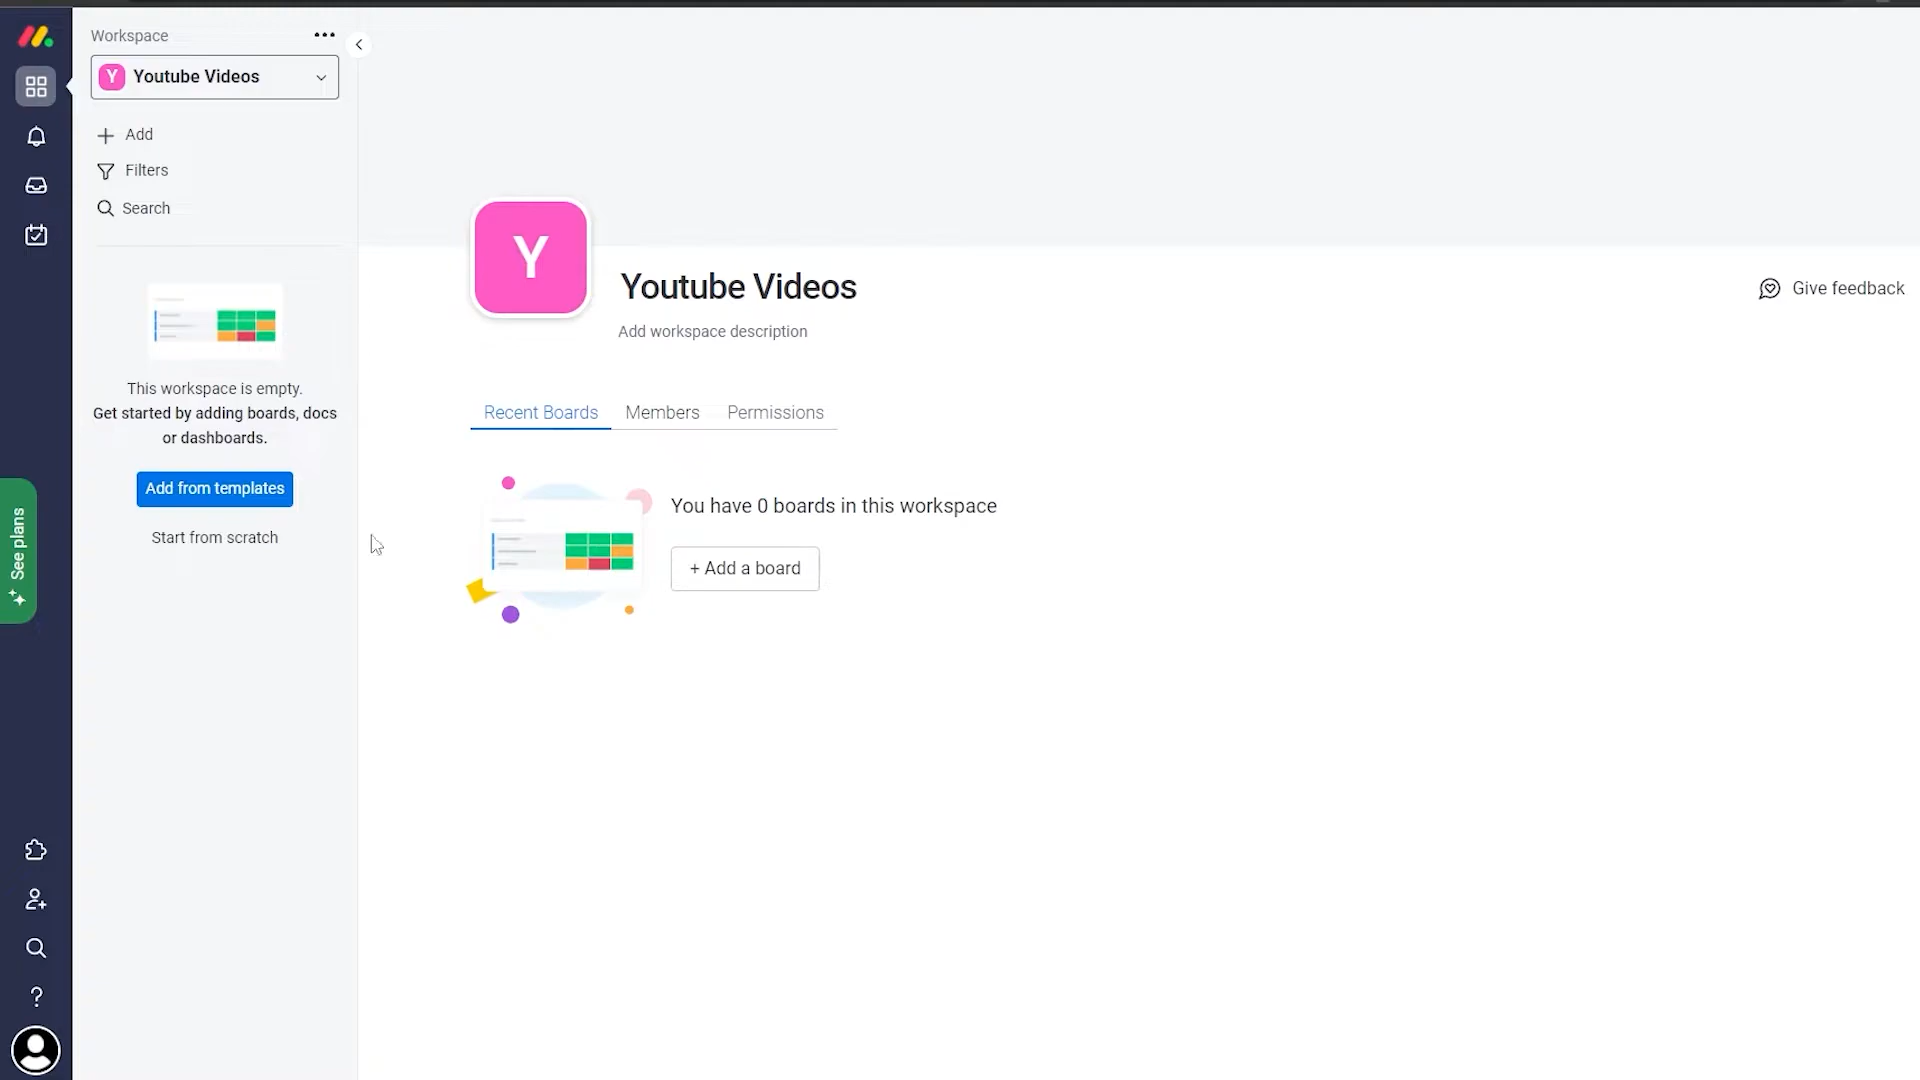 Workspace
Y Youtube Videos
Add
Filters
Search
This workspace is empty.
Get started by adding boards, docs
or dashboards.
Add from templates
Start from scratch
See plans
Y
Youtube Videos
Add workspace description
Give feedback
Recent Boards Members Permissions
You have 0 boards in this workspace
+ Add a board